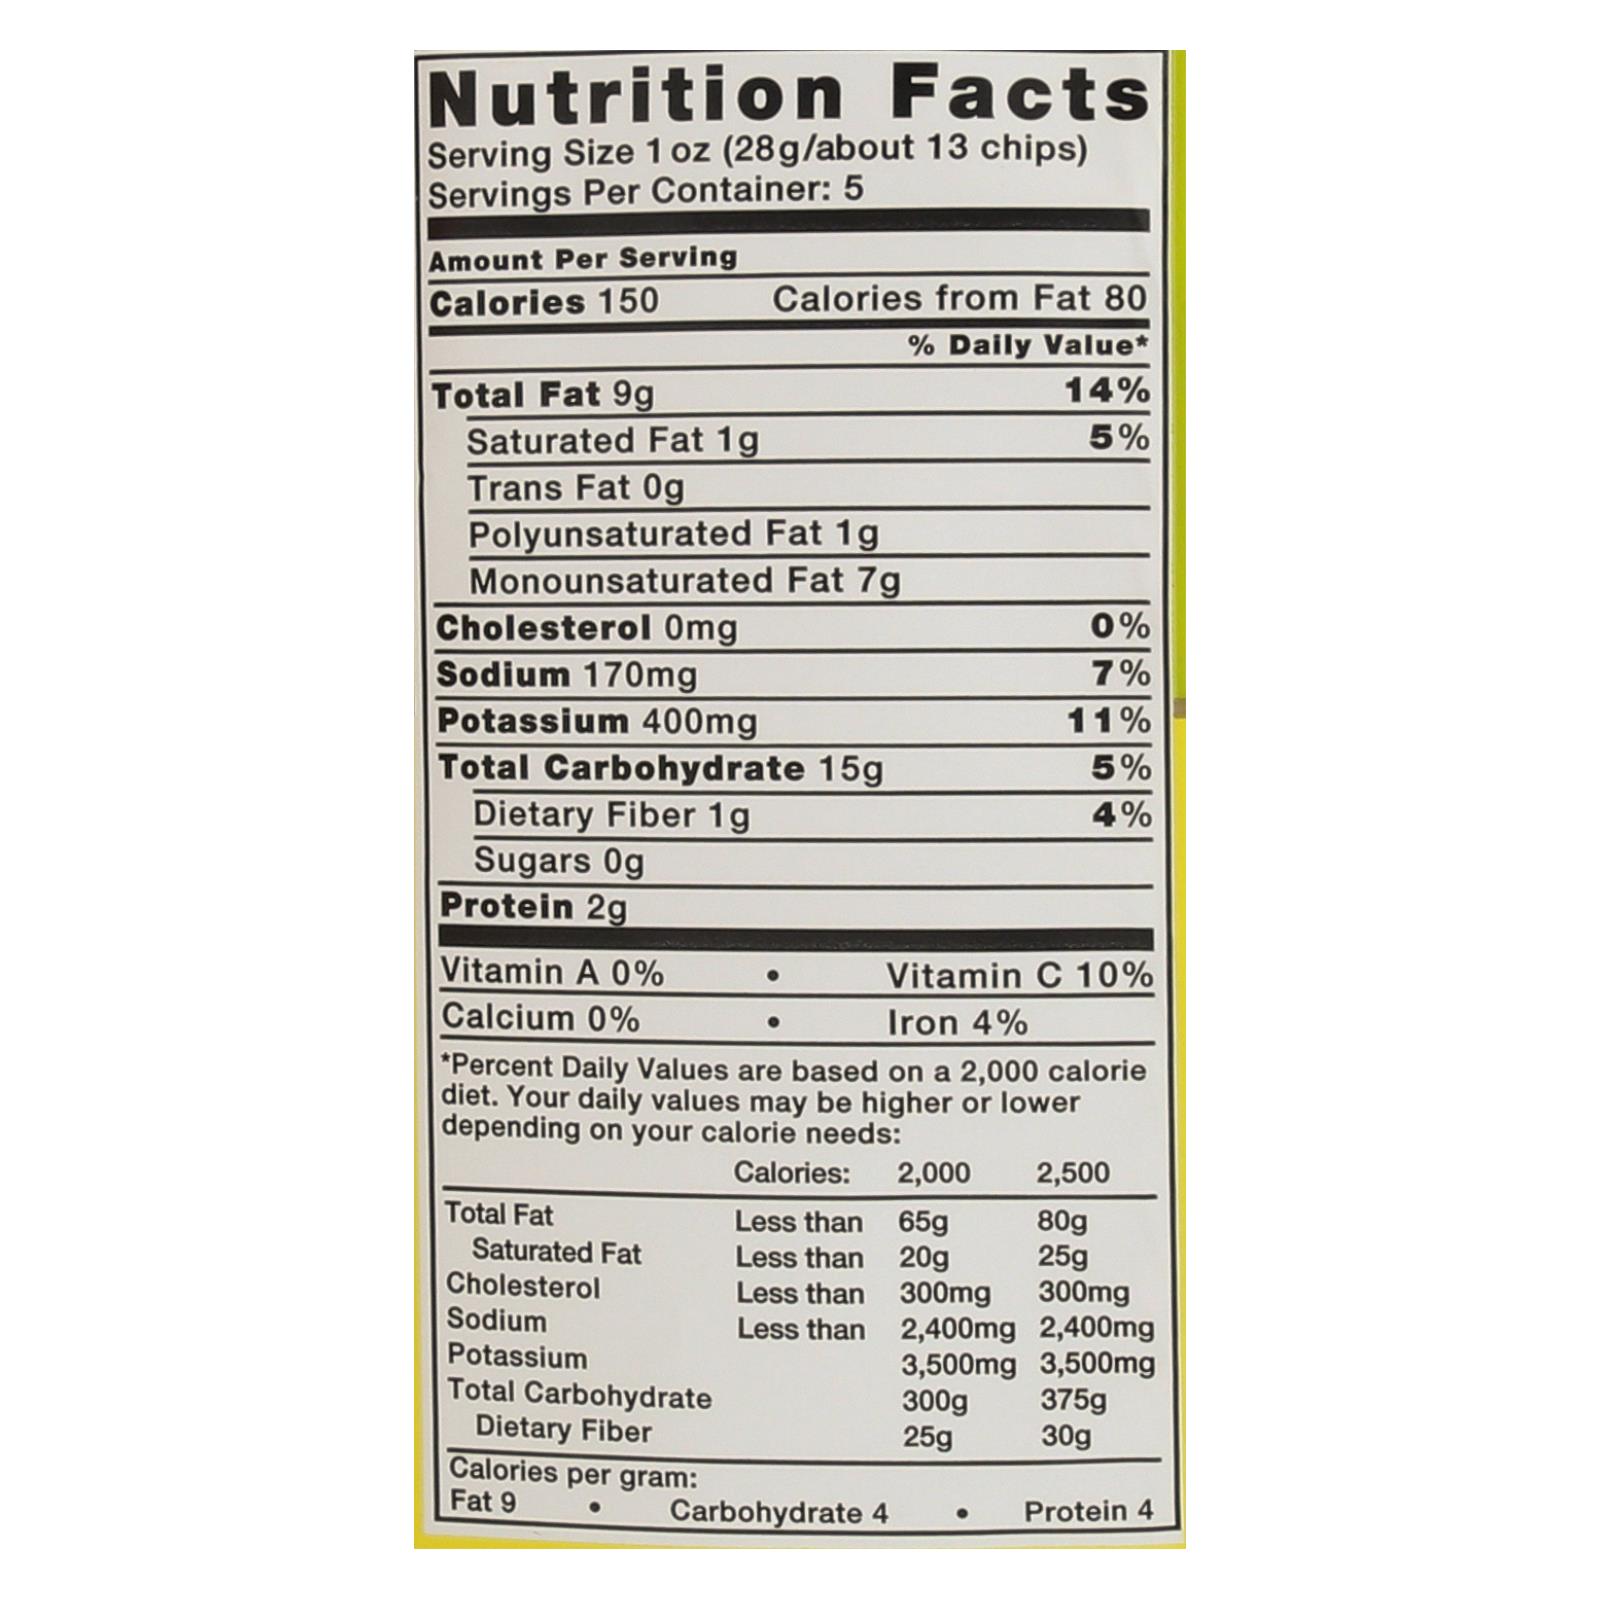 Nutrition Facts
Serving Size 1 oz (28g/about 13 chips)
Servings Per Container: 5
Amount Per Serving
Calories 150 Calories from Fat 80
% Daily Value*
Total Fat 9g 14%
Saturated Fat 1g 5%
Trans Fat 0g
Polyunsaturated Fat 1g
Monounsaturated Fat 7g
Cholesterol 0mg 0%
Sodium 170mg 7%
Potassium 400mg 11%
Total Carbohydrate 15g 5%
Dietary Fiber 1g 4%
Sugars 0g
Protein 2g
Vitamin A 0% • Vitamin C 10%
Calcium 0% • Iron 4%
*Percent Daily Values are based on a 2,000 calorie
diet. Your daily values may be higher or lower
depending on your calorie needs:
Calories: 2,000 2,500
Total Fat Less than 65g 80g
Saturated Fat Less than 20g 25g
Cholesterol Less than 300mg 300mg
Sodium Less than 2,400mg 2,400mg
Potassium 3,500mg 3,500mg
Total Carbohydrate 300g 375g
Dietary Fiber 25g 30g
Calories per gram:
Fat 9 • Carbohydrate 4 • Protein 4